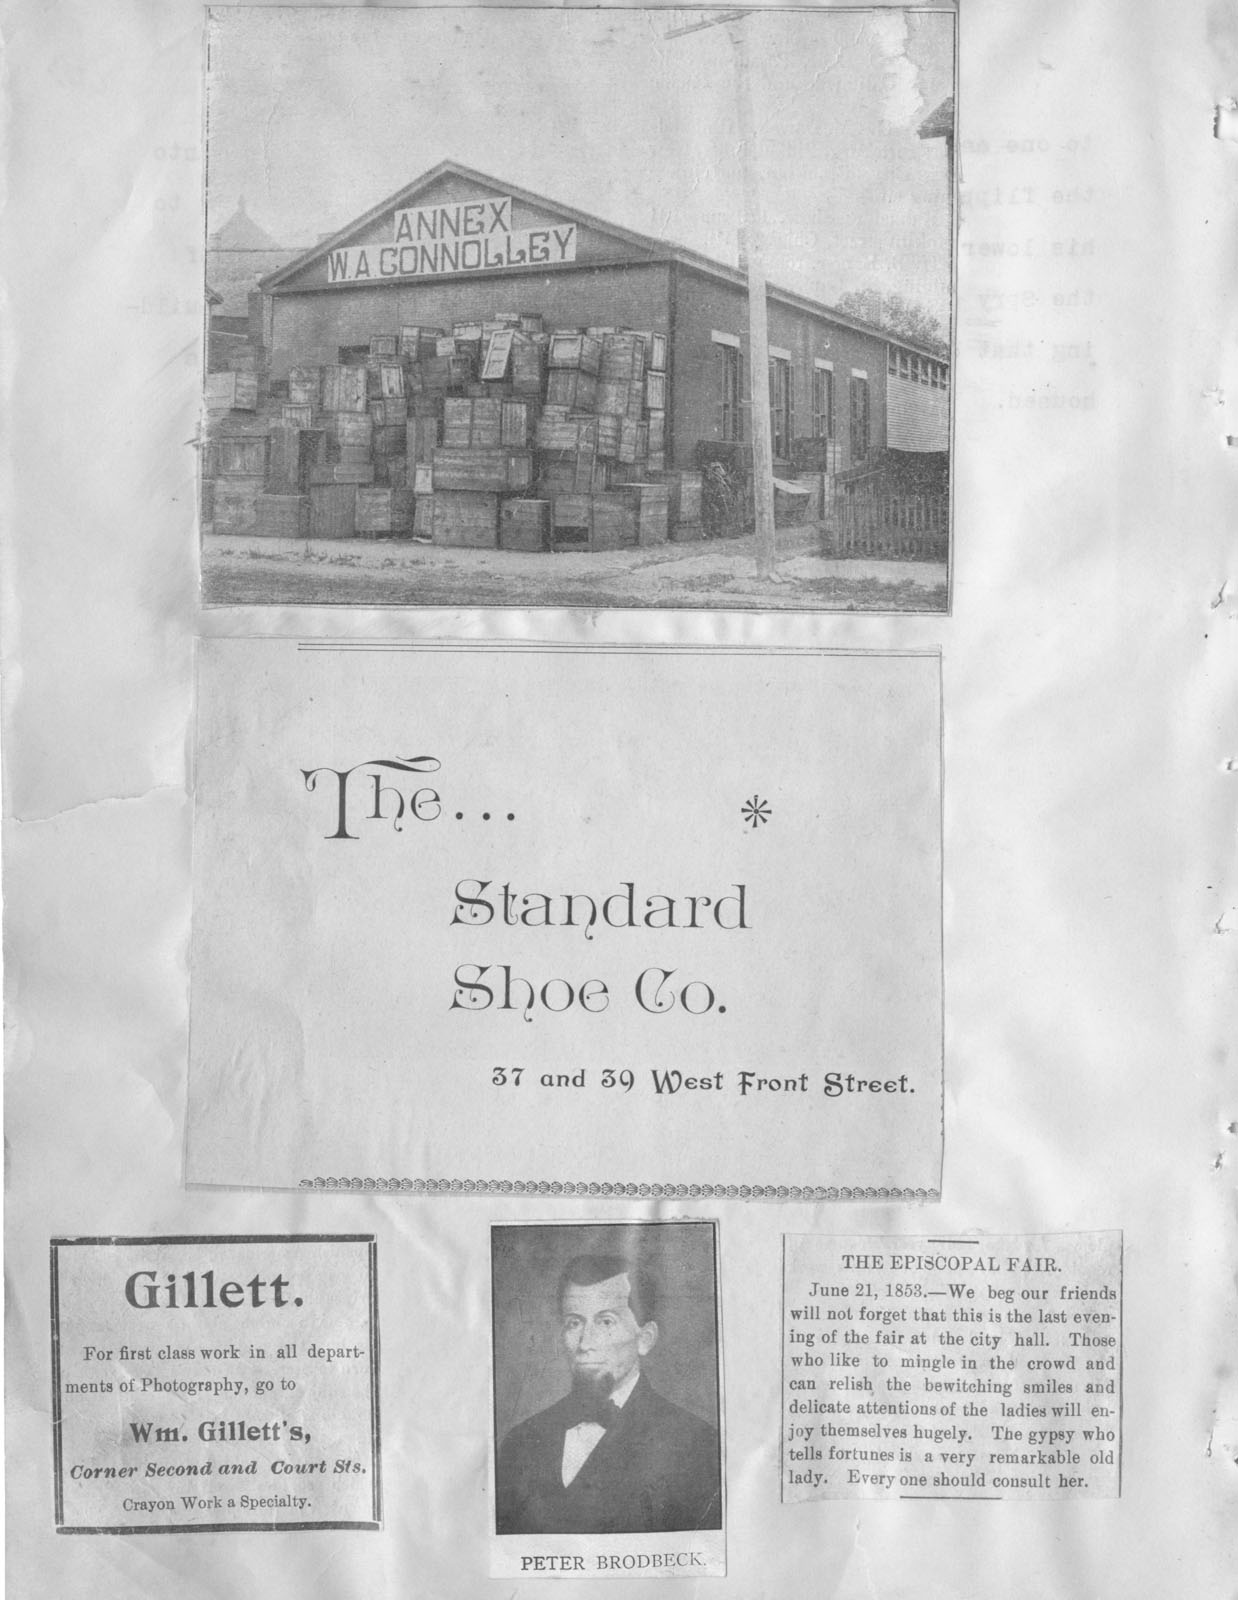 ANNEX
W.A. CONNOLLEY
The...
Standard
Shoe Co.
37 and 39 West Front Street.
Gillett.
For first class work in all depart-
ments of Photography, go to
Wm. Gillett's,
Corner Second and Court Sts.
Crayon Work a Specialty.
PETER BRODBECK.
THE EPISCOPAL FAIR.
June 21, 1853.—We beg our friends
will not forget that this is the last even-
ing of the fair at the city hall. Those
who like to mingle in the crowd and
can relish the bewitching smiles and
delicate attentions of the ladies will en-
joy themselves hugely. The gypsy who
tells fortunes is a very remarkable old
lady. Every one should consult her.